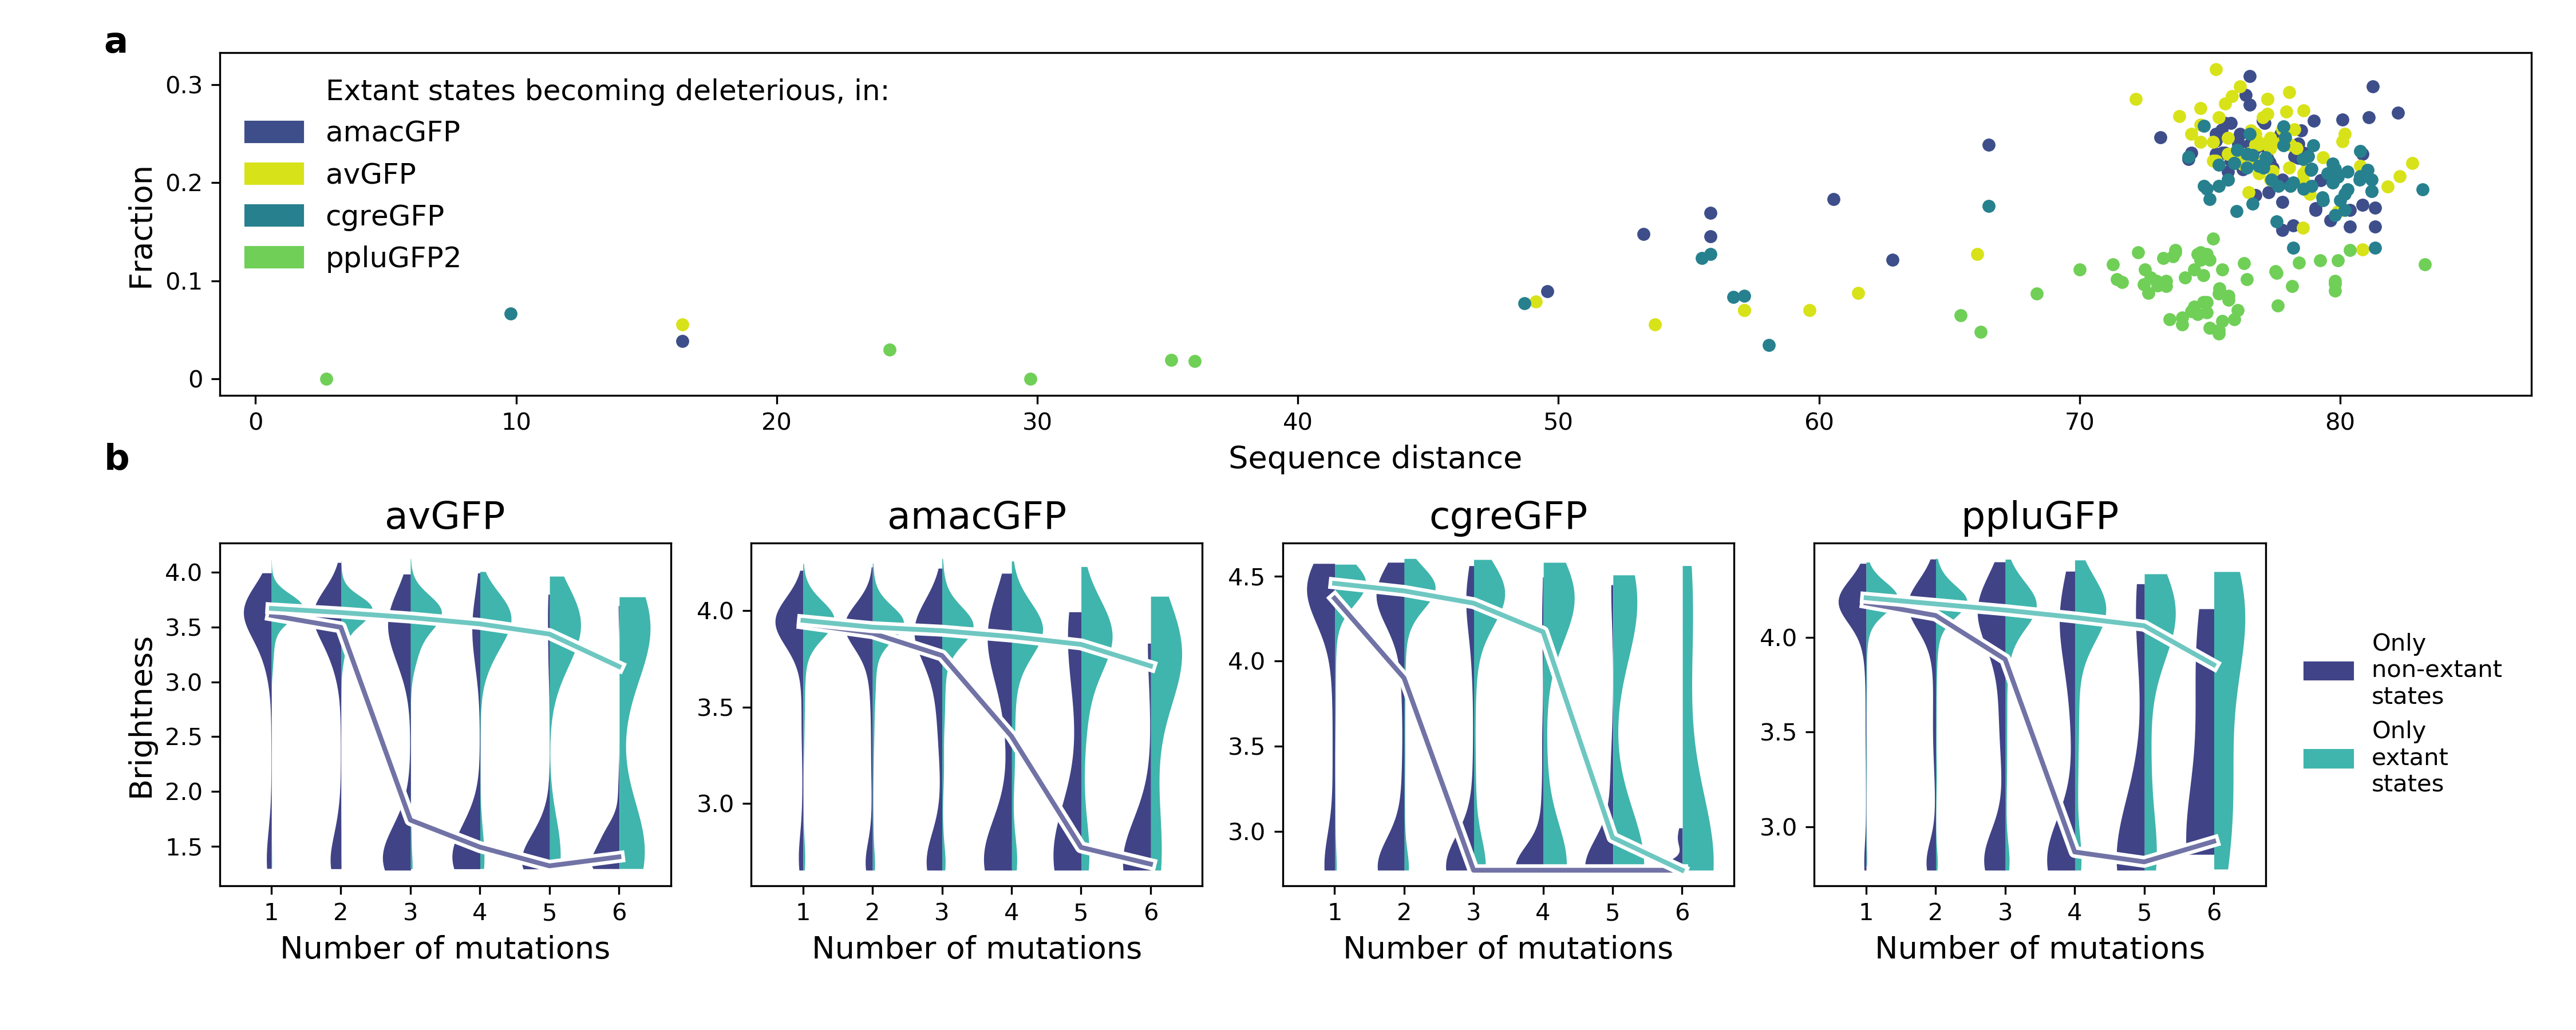 a
0.3
0.2
0.1
0
Fraction
Extant states becoming deleterious, in:
amacGFP
avGFP
cgreGFP
ppluGFP2
0 10 20 30 40 50 60 70 80
Sequence distance
b
avGFP
4.0
3.5
3.0
2.5
2.0
1.5
Brightness
1 2 3 4 5 6
Number of mutations
amacGFP
4.0
3.5
3.0
1 2 3 4 5 6
Number of mutations
cgreGFP
4.5
4.0
3.5
3.0
1 2 3 4 5 6
Number of mutations
ppluGFP
4.0
3.5
3.0
1 2 3 4 5 6
Number of mutations
Only
non-extant
states
Only
extant
states